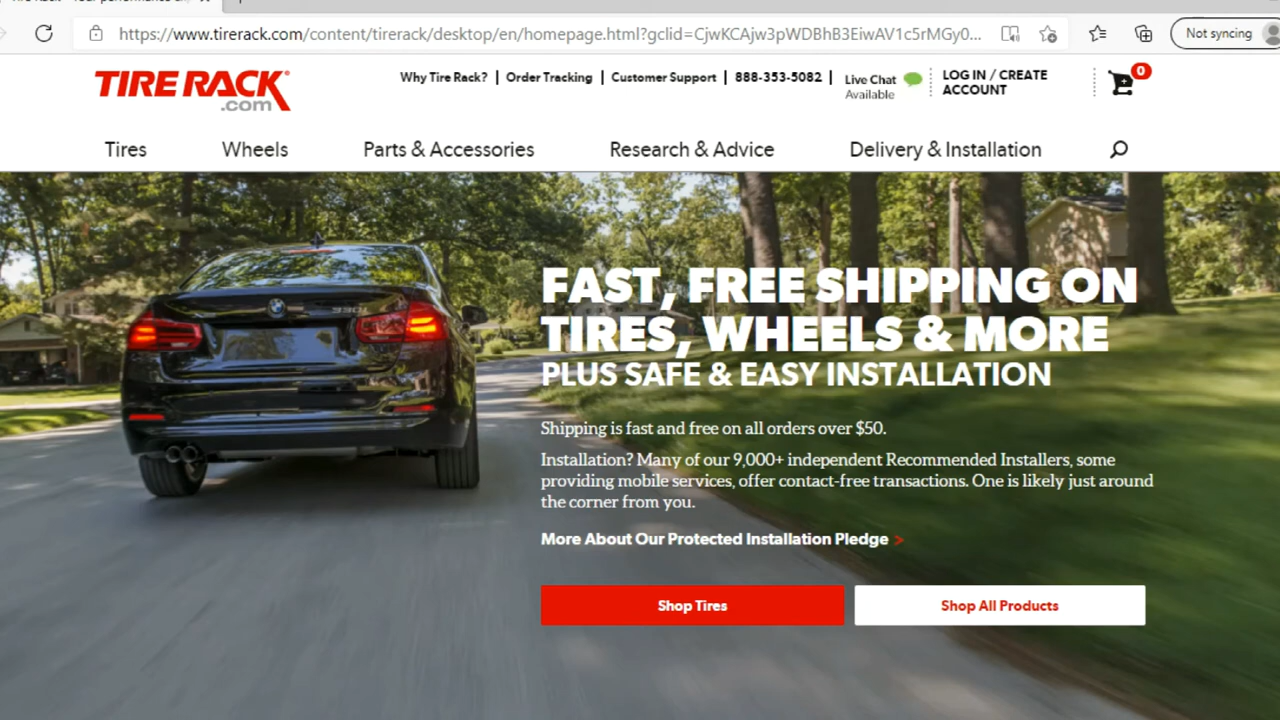 https://www.tirerack.com/content/tirerack/desktop/en/homepage.html?gclid=CjwKCAjw3pWDBhB3EiwAV1c5rMGy0...
Not syncing
TIRE RACK
.com
Why Tire Rack? | Order Tracking | Customer Support | 888-353-5082 |
Live Chat
Available
LOG IN / CREATE
ACCOUNT
0
Tires Wheels Parts & Accessories Research & Advice Delivery & Installation
FAST, FREE SHIPPING ON
TIRES, WHEELS & MORE
PLUS SAFE & EASY INSTALLATION
Shipping is fast and free on all orders over $50.
Installation? Many of our 9,000+ independent Recommended Installers, some
providing mobile services, offer contact-free transactions. One is likely just around
the corner from you.
More About Our Protected Installation Pledge >
Shop Tires
Shop All Products